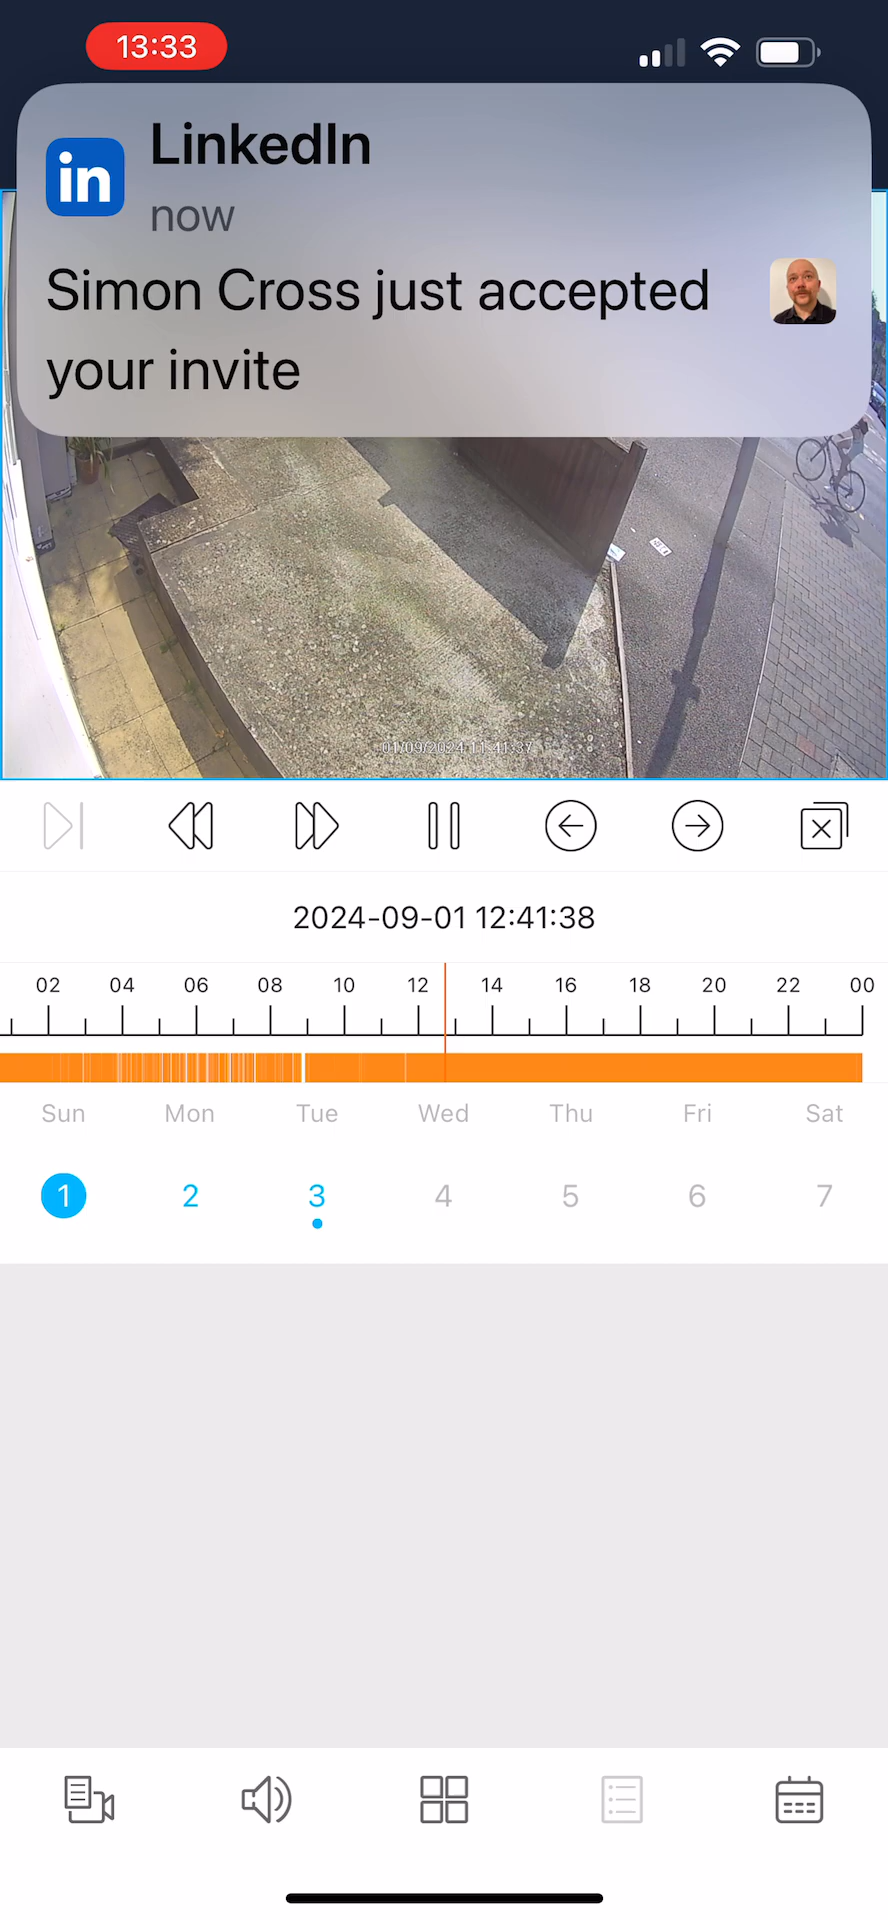 13:33
in
LinkedIn
now
Simon Cross just accepted
your invite
01/09/2024 11:41:37
2024-09-01 12:41:38
02 04 06 08 10 12 14 16 18 20 22 00
Sun Mon Tue Wed Thu Fri Sat
1 2 3 4 5 6 7